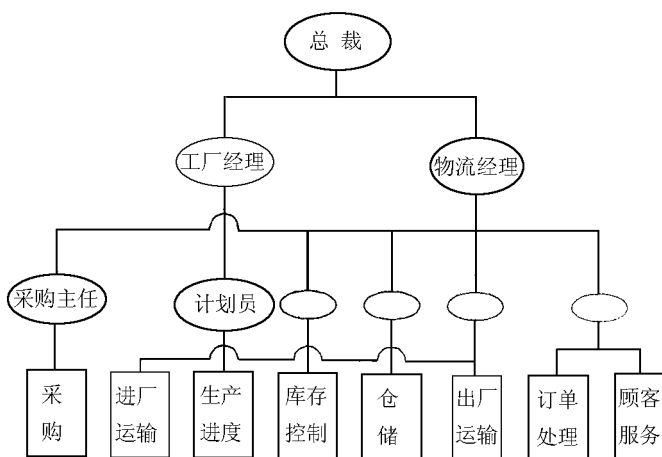 总 裁
工厂经理
物流经理
采购主任
计划员
采
购
进厂
运输
生产
进度
库存
控制
仓
储
出厂
运输
订单
处理
顾客
服务